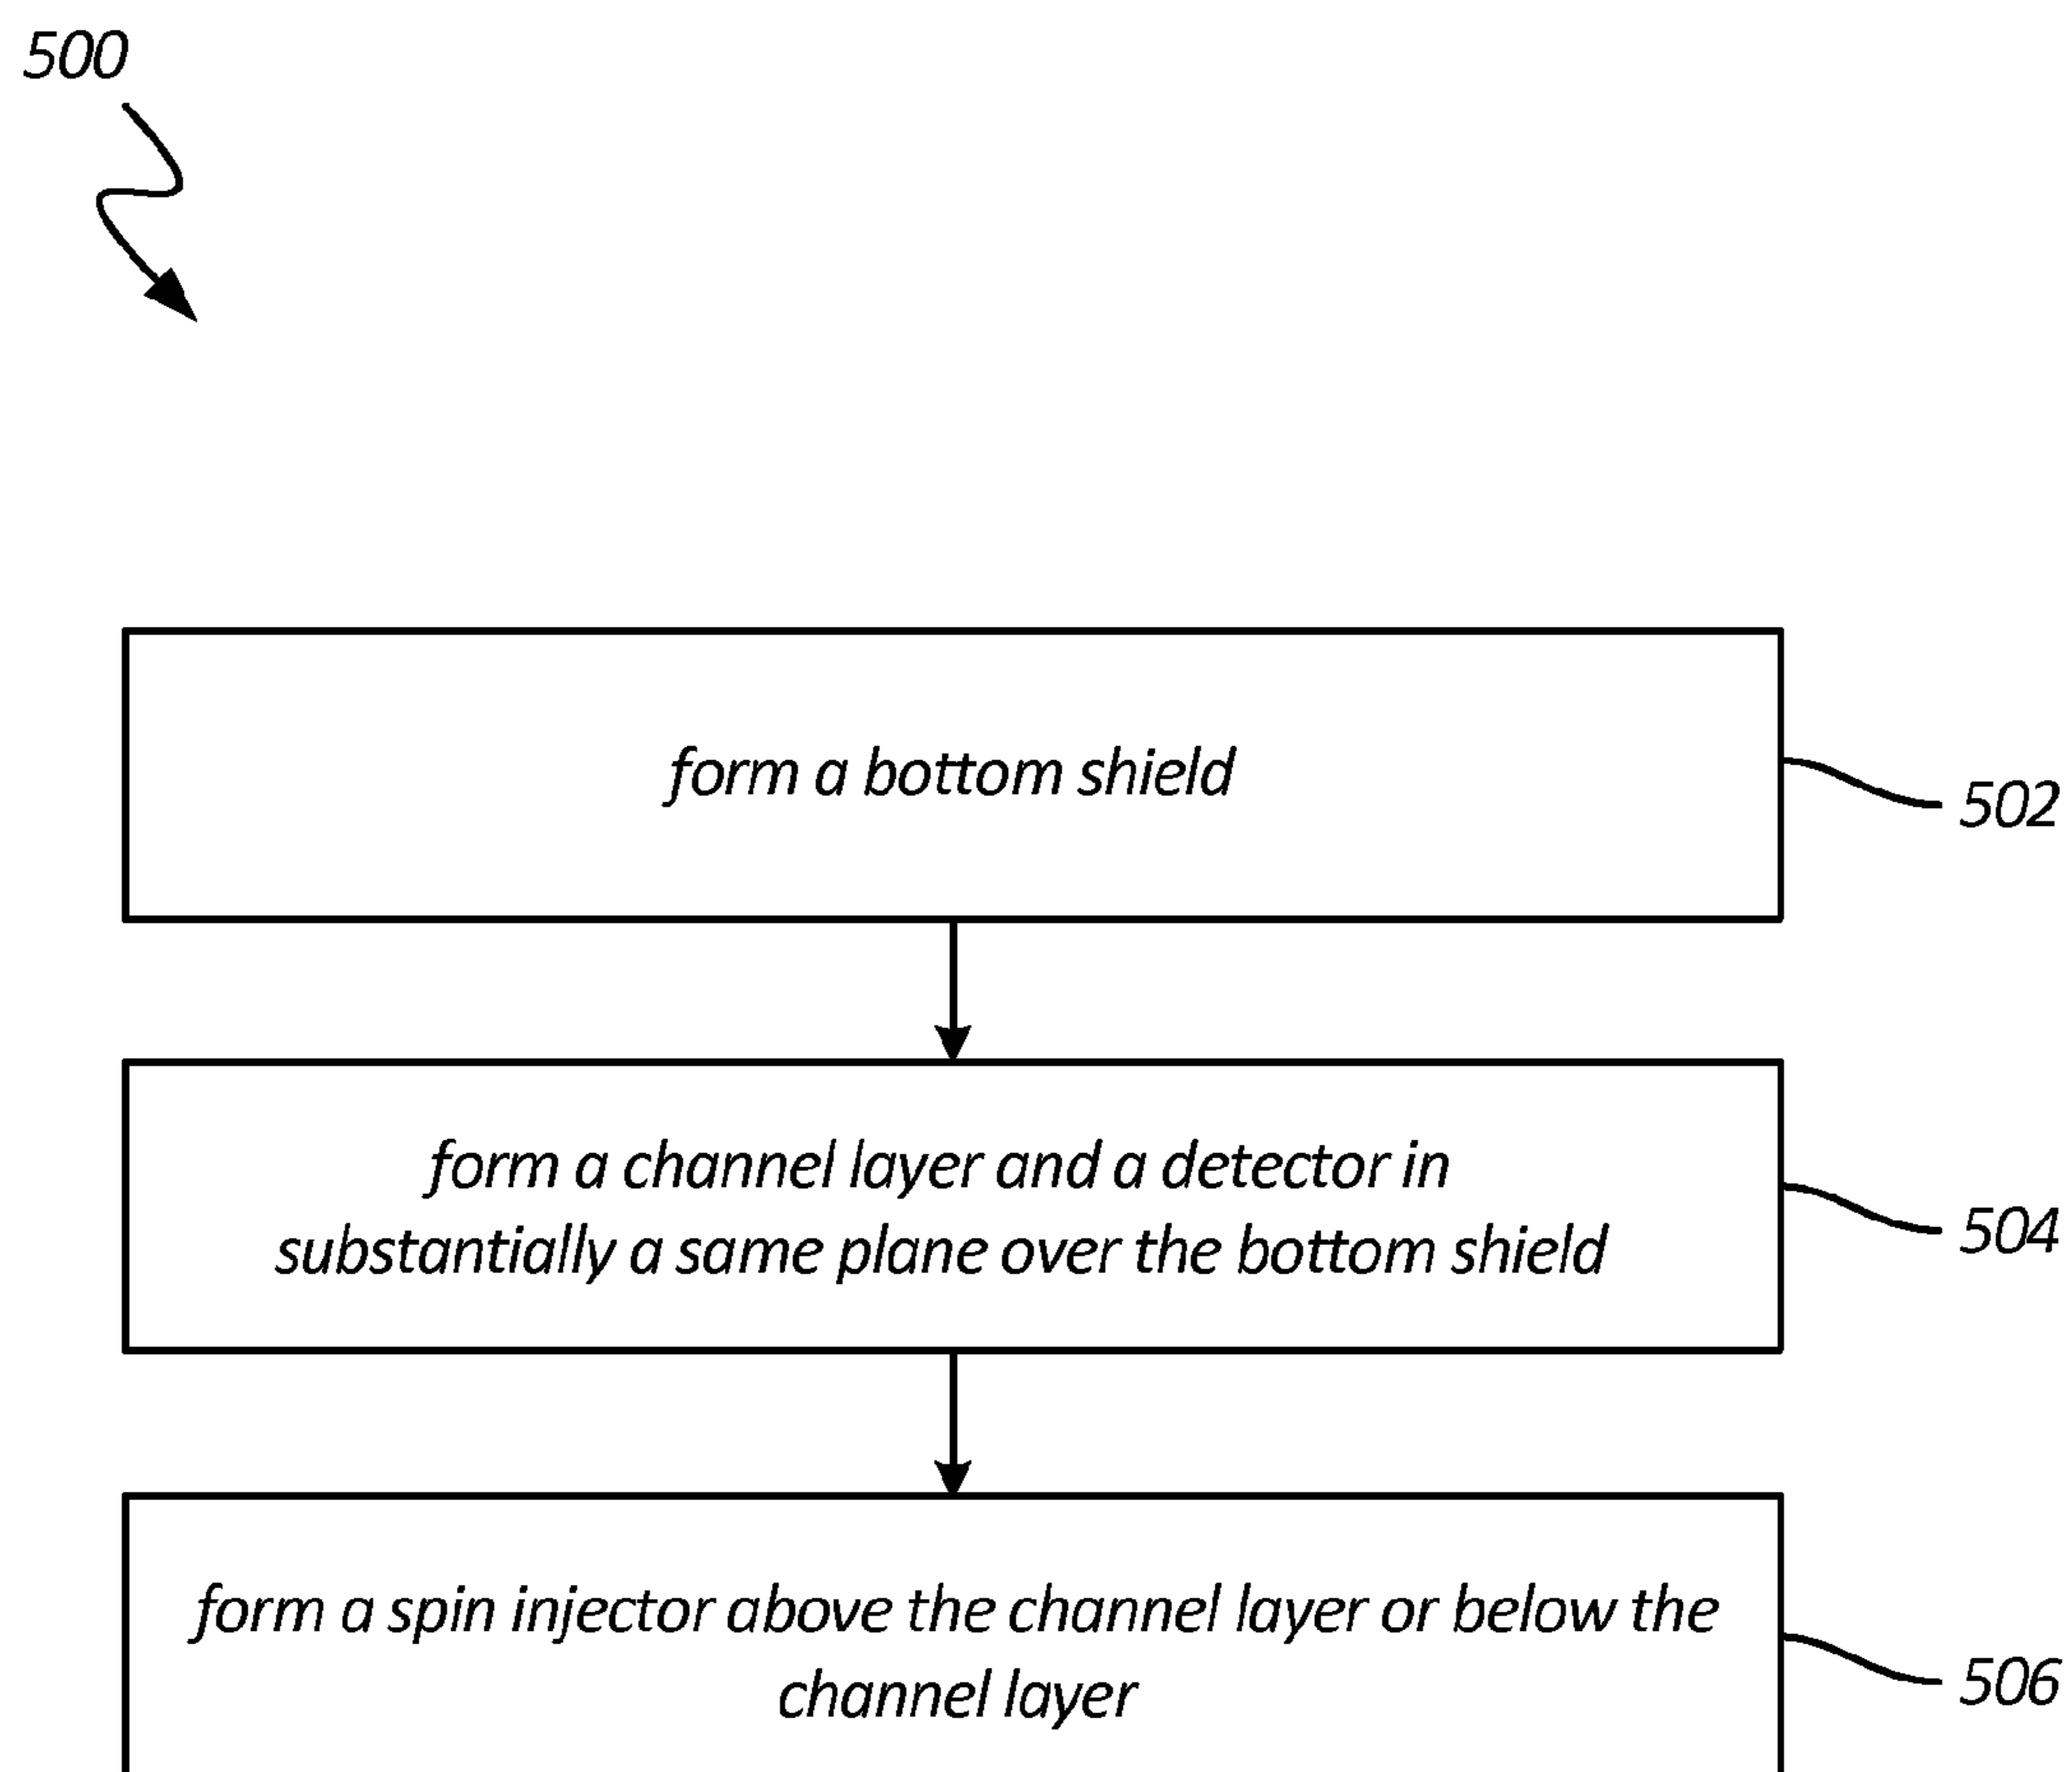 500
form a bottom shield
502
form a channel layer and a detector in
substantially a same plane over the bottom shield
504
form a spin injector above the channel layer or below the
channel layer
506